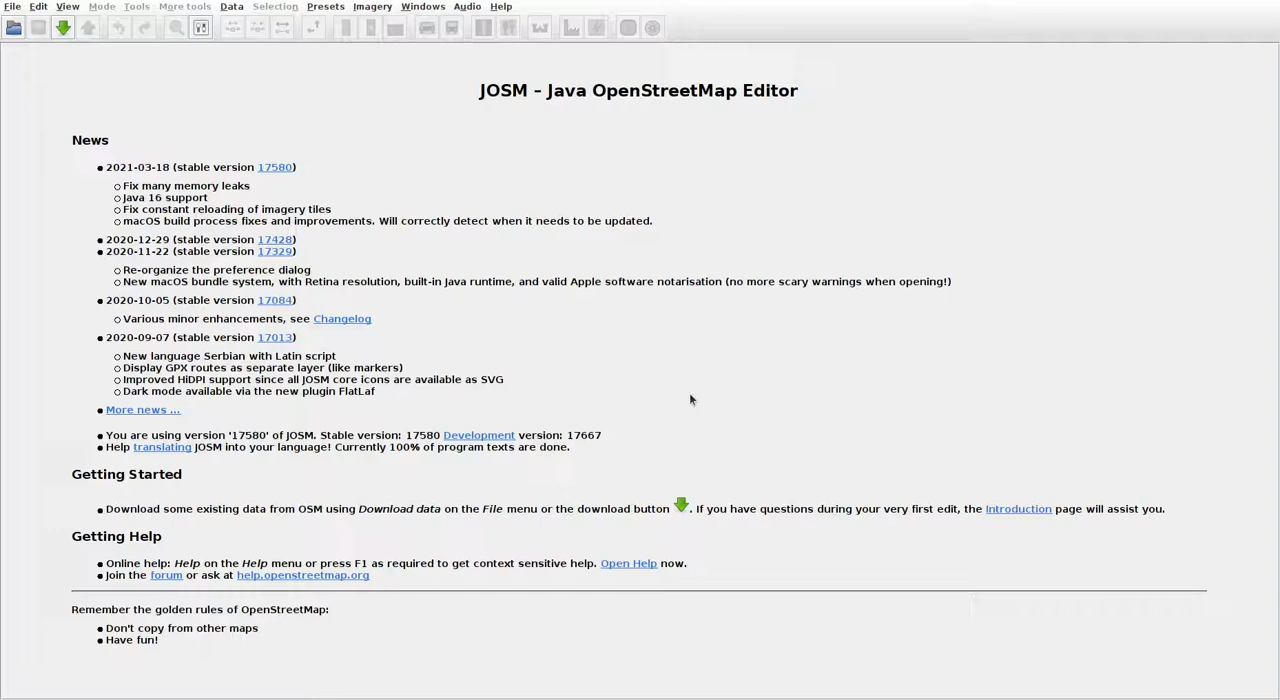 File Edit View Mode Tools More tools Data Selection Presets Imagery Windows Audio Help
JOSM – Java OpenStreetMap Editor
News
2021-03-18 (stable version 17580)
Fix many memory leaks
Java 16 support
Fix constant reloading of imagery tiles
macOS build process fixes and improvements. Will correctly detect when it needs to be updated.
2020-12-29 (stable version 17428)
2020-11-22 (stable version 17329)
Re-organize the preference dialog
New macOS bundle system, with Retina resolution, built-in Java runtime, and valid Apple software notarisation (no more scary warnings when opening!)
2020-10-05 (stable version 17084)
Various minor enhancements, see Changelog
2020-09-07 (stable version 17013)
New language Serbian with Latin script
Display GPX routes as separate layer (like markers)
Improved HiDPI support since all JOSM core icons are available as SVG
Dark mode available via the new plugin FlatLaf
More news ...
You are using version '17580' of JOSM. Stable version: 17580 Development version: 17667
Help translating JOSM into your language! Currently 100% of program texts are done.
Getting Started
Download some existing data from OSM using Download data on the File menu or the download button . If you have questions during your very first edit, the Introduction page will assist you.
Getting Help
Online help: Help on the Help menu or press F1 as required to get context sensitive help. Open Help now.
Join the forum or ask at help.openstreetmap.org
Remember the golden rules of OpenStreetMap:
Don't copy from other maps
Have fun!